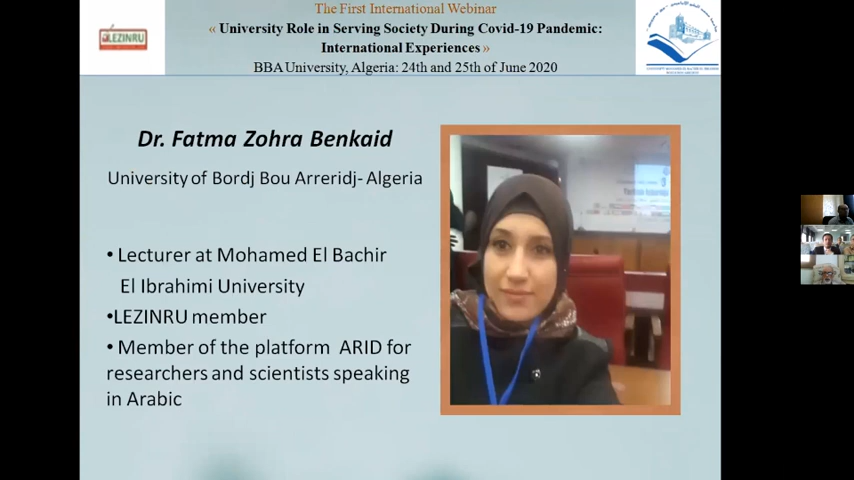 The First International Webinar
« University Role in Serving Society During Covid-19 Pandemic:
International Experiences »
BBA University, Algeria: 24th and 25th of June 2020
LEZINRU
Dr. Fatma Zohra Benkaid
University of Bordj Bou Arreridj- Algeria
• Lecturer at Mohamed El Bachir
El Ibrahimi University
•LEZINRU member
• Member of the platform ARID for
researchers and scientists speaking
in Arabic